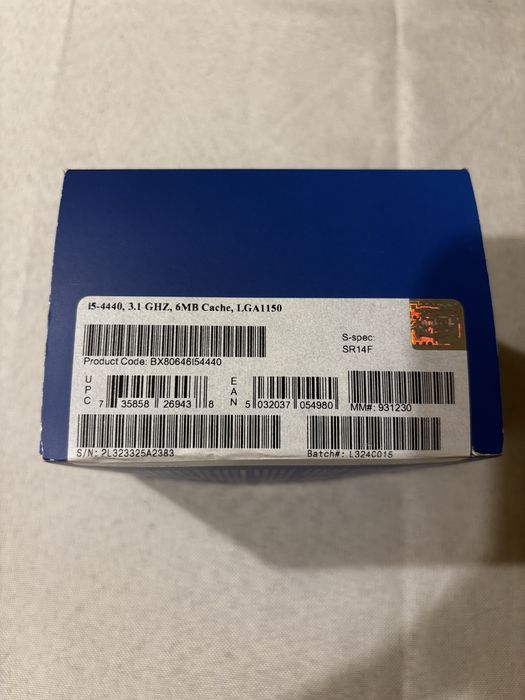 i5-4440, 3.1 GHZ, 6MB Cache, LGA1150
S-spec:
SR14F
Product Code: BX80646I54440
UPC 7 35858 26943 8
EAN 5 032037 054980
MM#: 931230
S/N: 2L323325A2383
Batch#: L324C015